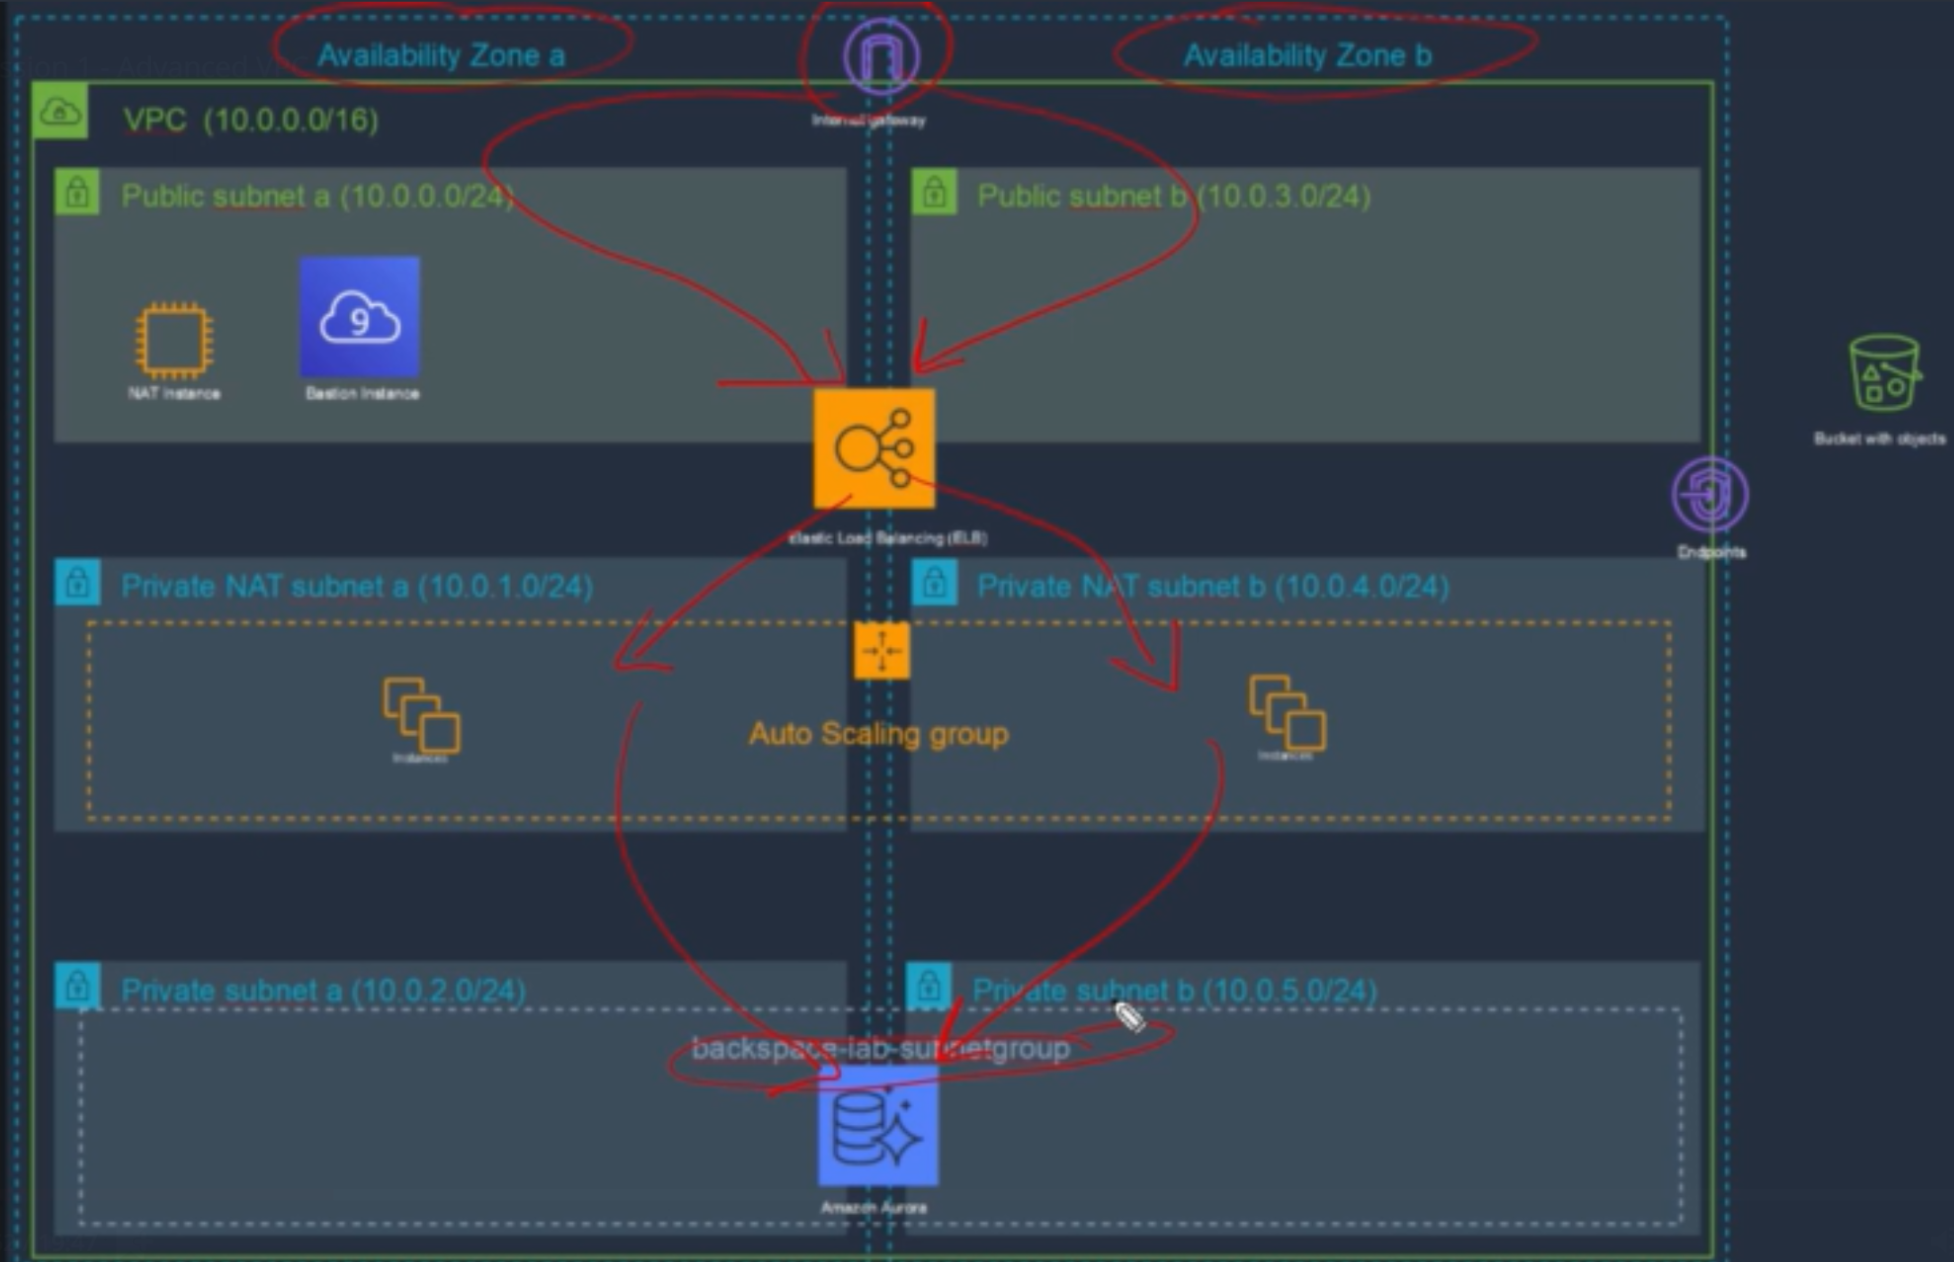 Availability Zone a
Availability Zone b
Internet gateway
VPC (10.0.0.0/16)
Public subnet a (10.0.0.0/24)
Public subnet b (10.0.3.0/24)
9
NAT instance
Bastion Instance
Bucket with objects
Elastic Load Balancing (ELB)
Endpoints
Private NAT subnet a (10.0.1.0/24)
Private NAT subnet b (10.0.4.0/24)
Auto Scaling group
Instances
Instances
Private subnet a (10.0.2.0/24)
Private subnet b (10.0.5.0/24)
backspace-lab-subnetgroup
Amazon Aurora